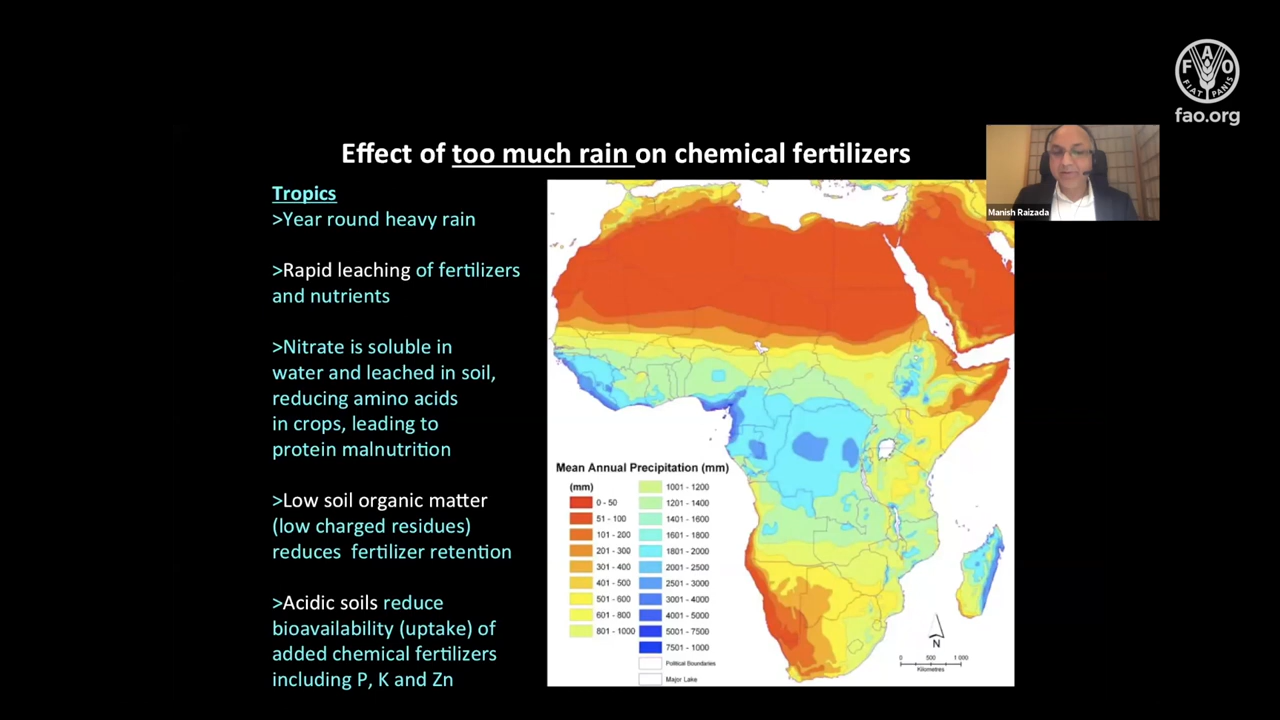 F A O
FIAT PANIS
fao.org
Effect of too much rain on chemical fertilizers
Manish Raizada
Tropics
>Year round heavy rain
>Rapid leaching of fertilizers
and nutrients
>Nitrate is soluble in
water and leached in soil,
reducing amino acids
in crops, leading to
protein malnutrition
>Low soil organic matter
(low charged residues)
reduces fertilizer retention
>Acidic soils reduce
bioavailability (uptake) of
added chemical fertilizers
including P, K and Zn
Mean Annual Precipitation (mm)
(mm)
0 - 50
51 - 100
101 - 200
201 - 300
301 - 400
401 - 500
501 - 600
601 - 800
801 - 1000
1001 - 1200
1201 - 1400
1401 - 1600
1601 - 1800
1801 - 2000
2001 - 2500
2501 - 3000
3001 - 4000
4001 - 5000
5001 - 7500
7501 - 1000
Political Boundaries
Major Lake
N
0 500 1 000
Kilometres